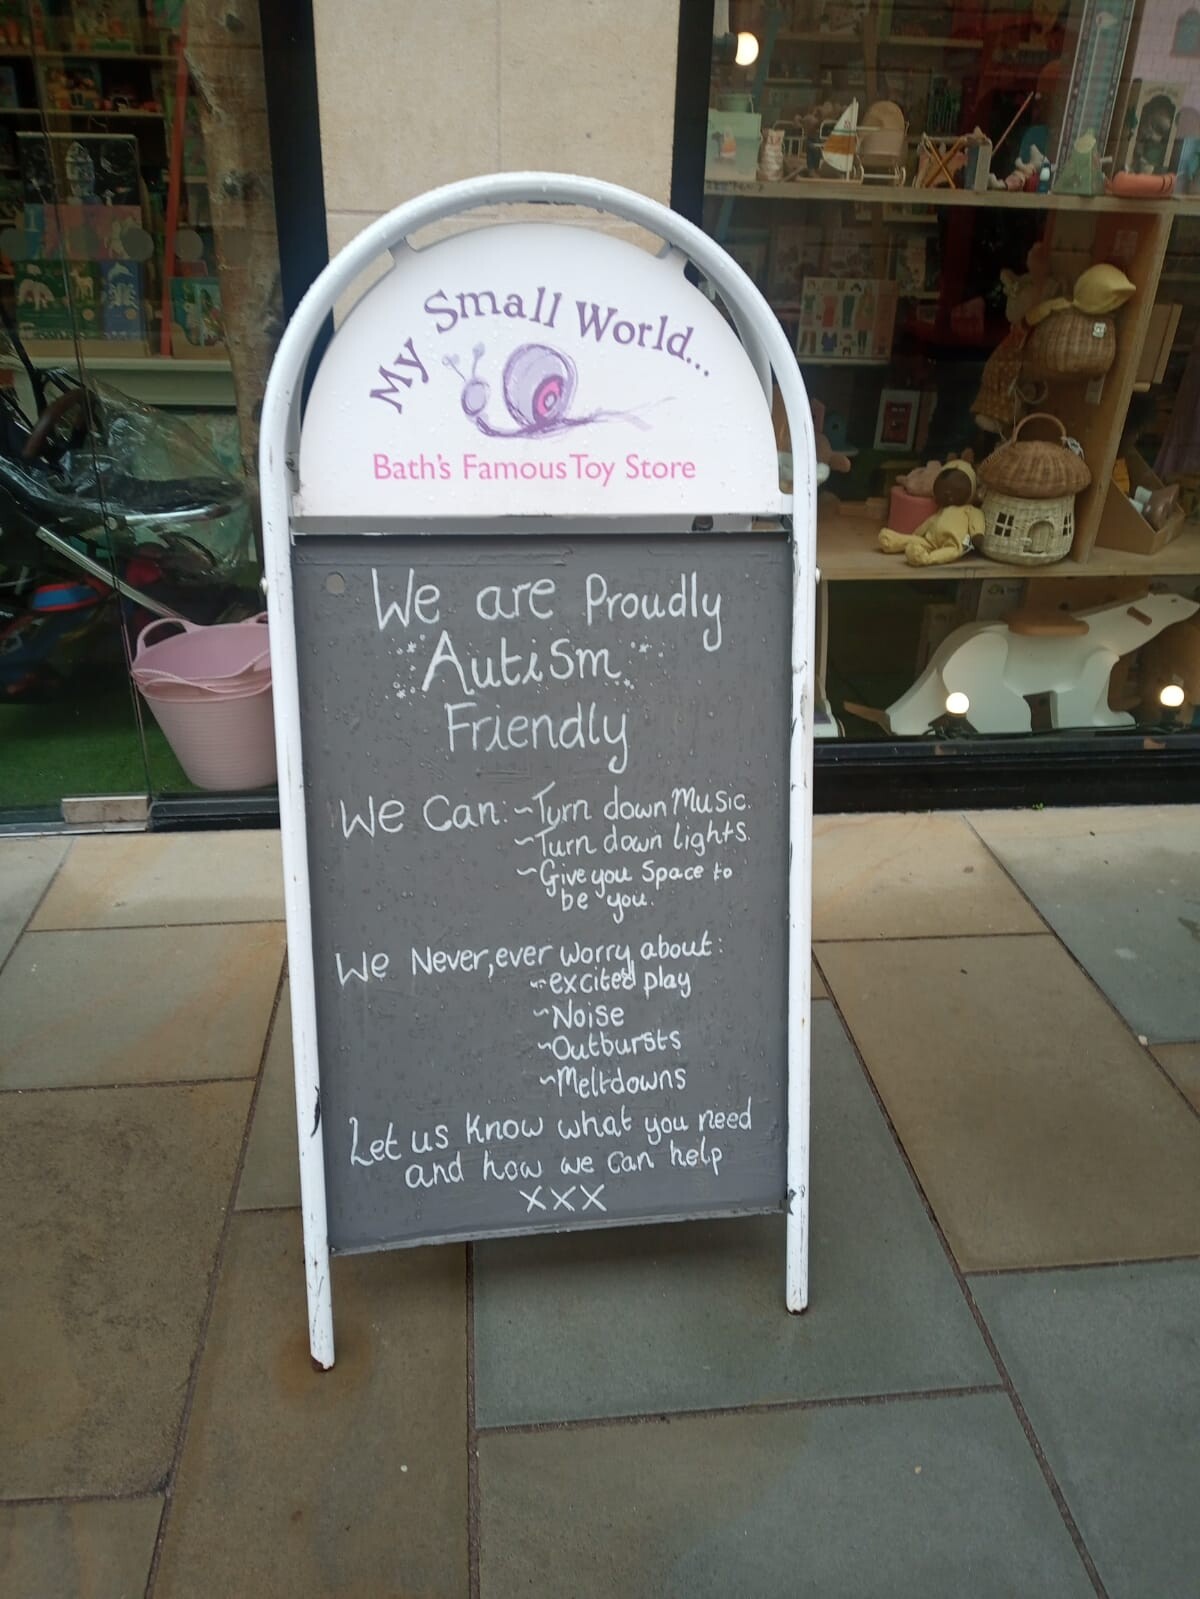 My Small World...
Bath's Famous Toy Store
We are Proudly
Autism
Friendly
We Can: ~Turn down Music.
~Turn down lights
~Give you Space to
be you.
We Never, ever worry about:
~excited play
~Noise
~Outbursts
~Meltdowns
Let us know what you need
and how we can help
xxx